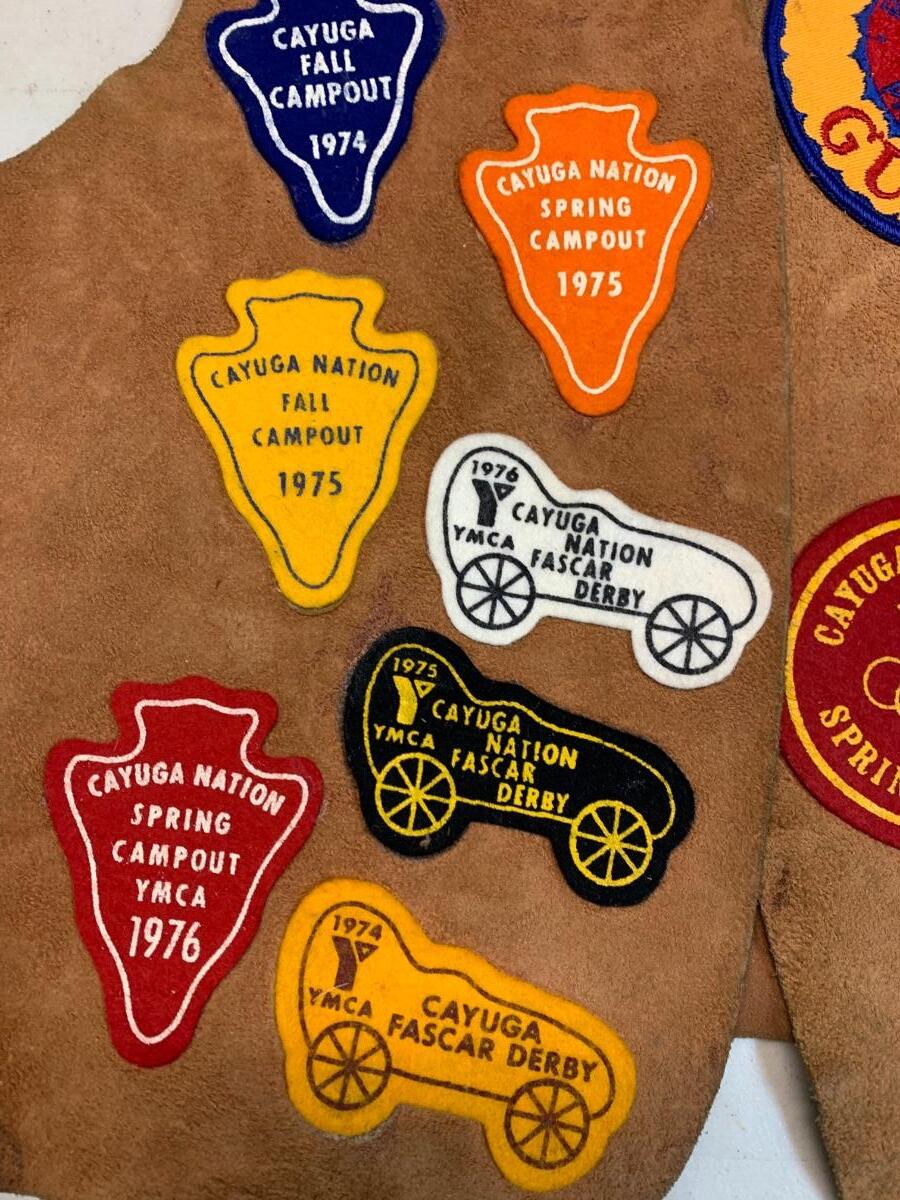 CAYUGA
FALL
CAMPOUT
1974
CAYUGA NATION
SPRING
CAMPOUT
1975
CAYUGA NATION
FALL
CAMPOUT
1975
1976
Y
YMCA
CAYUGA
NATION
FASCAR
DERBY
1975
Y
YMCA
CAYUGA
NATION
FASCAR
DERBY
CAYUGA NATION
SPRING
CAMPOUT
YMCA
1976
1974
Y
YMCA
CAYUGA
FASCAR DERBY
CAYUGA